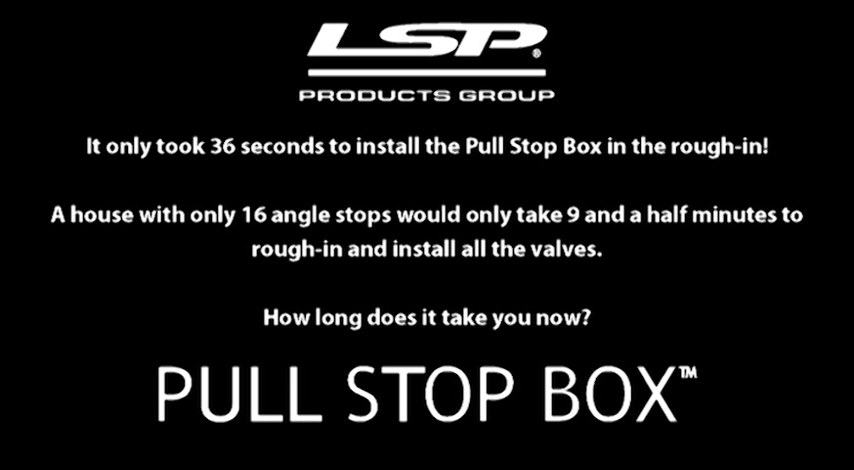 LSP®
PRODUCTS GROUP
It only took 36 seconds to install the Pull Stop Box in the rough-in!
A house with only 16 angle stops would only take 9 and a half minutes to
rough-in and install all the valves.
How long does it take you now?
PULL STOP BOX™